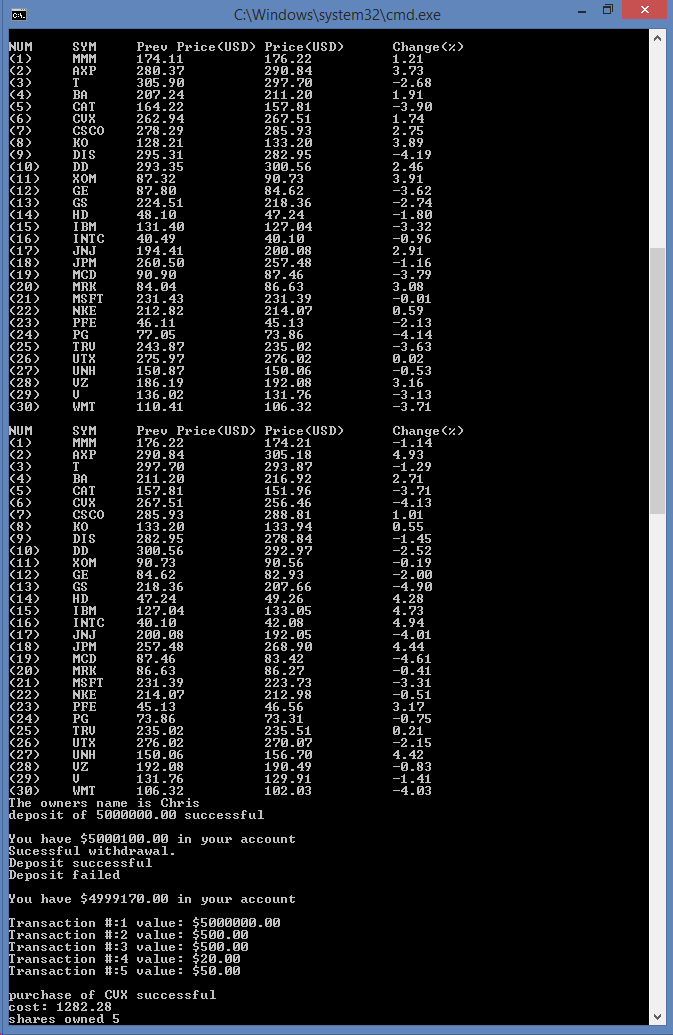 C:\Windows\system32\cmd.exe
NUM SYM Prev Price(USD) Price(USD) Change(%)
(1) MMM 174.11 176.22 1.21
(2) AXP 280.37 290.84 3.73
(3) T 305.90 297.70 -2.68
(4) BA 207.24 211.20 1.91
(5) CAT 164.22 157.81 -3.90
(6) CVX 262.94 267.51 1.74
(7) CSCO 278.29 285.93 2.75
(8) KO 128.21 133.20 3.89
(9) DIS 295.31 282.95 -4.19
(10) DD 293.35 300.56 2.46
(11) XOM 87.32 90.73 3.91
(12) GE 87.80 84.62 -3.62
(13) GS 224.51 218.36 -2.74
(14) HD 48.10 47.24 -1.80
(15) IBM 131.40 127.04 -3.32
(16) INTC 40.49 40.10 -0.96
(17) JNJ 194.41 200.08 2.91
(18) JPM 260.50 257.48 -1.16
(19) MCD 90.90 87.46 -3.79
(20) MRK 84.04 86.63 3.08
(21) MSFT 231.43 231.39 -0.01
(22) NKE 212.82 214.07 0.59
(23) PFE 46.11 45.13 -2.13
(24) PG 77.05 73.86 -4.14
(25) TRV 243.87 235.02 -3.63
(26) UTX 275.97 276.02 0.02
(27) UNH 150.87 150.06 -0.53
(28) VZ 186.19 192.08 3.16
(29) V 136.02 131.76 -3.13
(30) WMT 110.41 106.32 -3.71
NUM SYM Prev Price(USD) Price(USD) Change(%)
(1) MMM 176.22 174.21 -1.14
(2) AXP 290.84 305.18 4.93
(3) T 297.70 293.87 -1.29
(4) BA 211.20 216.92 2.71
(5) CAT 157.81 151.96 -3.71
(6) CVX 267.51 256.46 -4.13
(7) CSCO 285.93 288.81 1.01
(8) KO 133.20 133.94 0.55
(9) DIS 282.95 278.84 -1.45
(10) DD 300.56 292.97 -2.52
(11) XOM 90.73 90.56 -0.19
(12) GE 84.62 82.93 -2.00
(13) GS 218.36 207.66 -4.90
(14) HD 47.24 49.26 4.28
(15) IBM 127.04 133.05 4.73
(16) INTC 40.10 42.08 4.94
(17) JNJ 200.08 192.05 -4.01
(18) JPM 257.48 268.90 4.44
(19) MCD 87.46 83.42 -4.61
(20) MRK 86.63 86.27 -0.41
(21) MSFT 231.39 223.73 -3.31
(22) NKE 214.07 212.98 -0.51
(23) PFE 45.13 46.56 3.17
(24) PG 73.86 73.31 -0.75
(25) TRV 235.02 235.51 0.21
(26) UTX 276.02 270.07 -2.15
(27) UNH 150.06 156.70 4.42
(28) VZ 192.08 190.49 -0.83
(29) V 131.76 129.91 -1.41
(30) WMT 106.32 102.03 -4.03
The owners name is Chris
deposit of 5000000.00 successful
You have $5000100.00 in your account
Sucessful withdrawal.
Deposit successful
Deposit failed
You have $4999170.00 in your account
Transaction #:1 value: $5000000.00
Transaction #:2 value: $500.00
Transaction #:3 value: $500.00
Transaction #:4 value: $20.00
Transaction #:5 value: $50.00
purchase of CVX successful
cost: 1282.28
shares owned 5